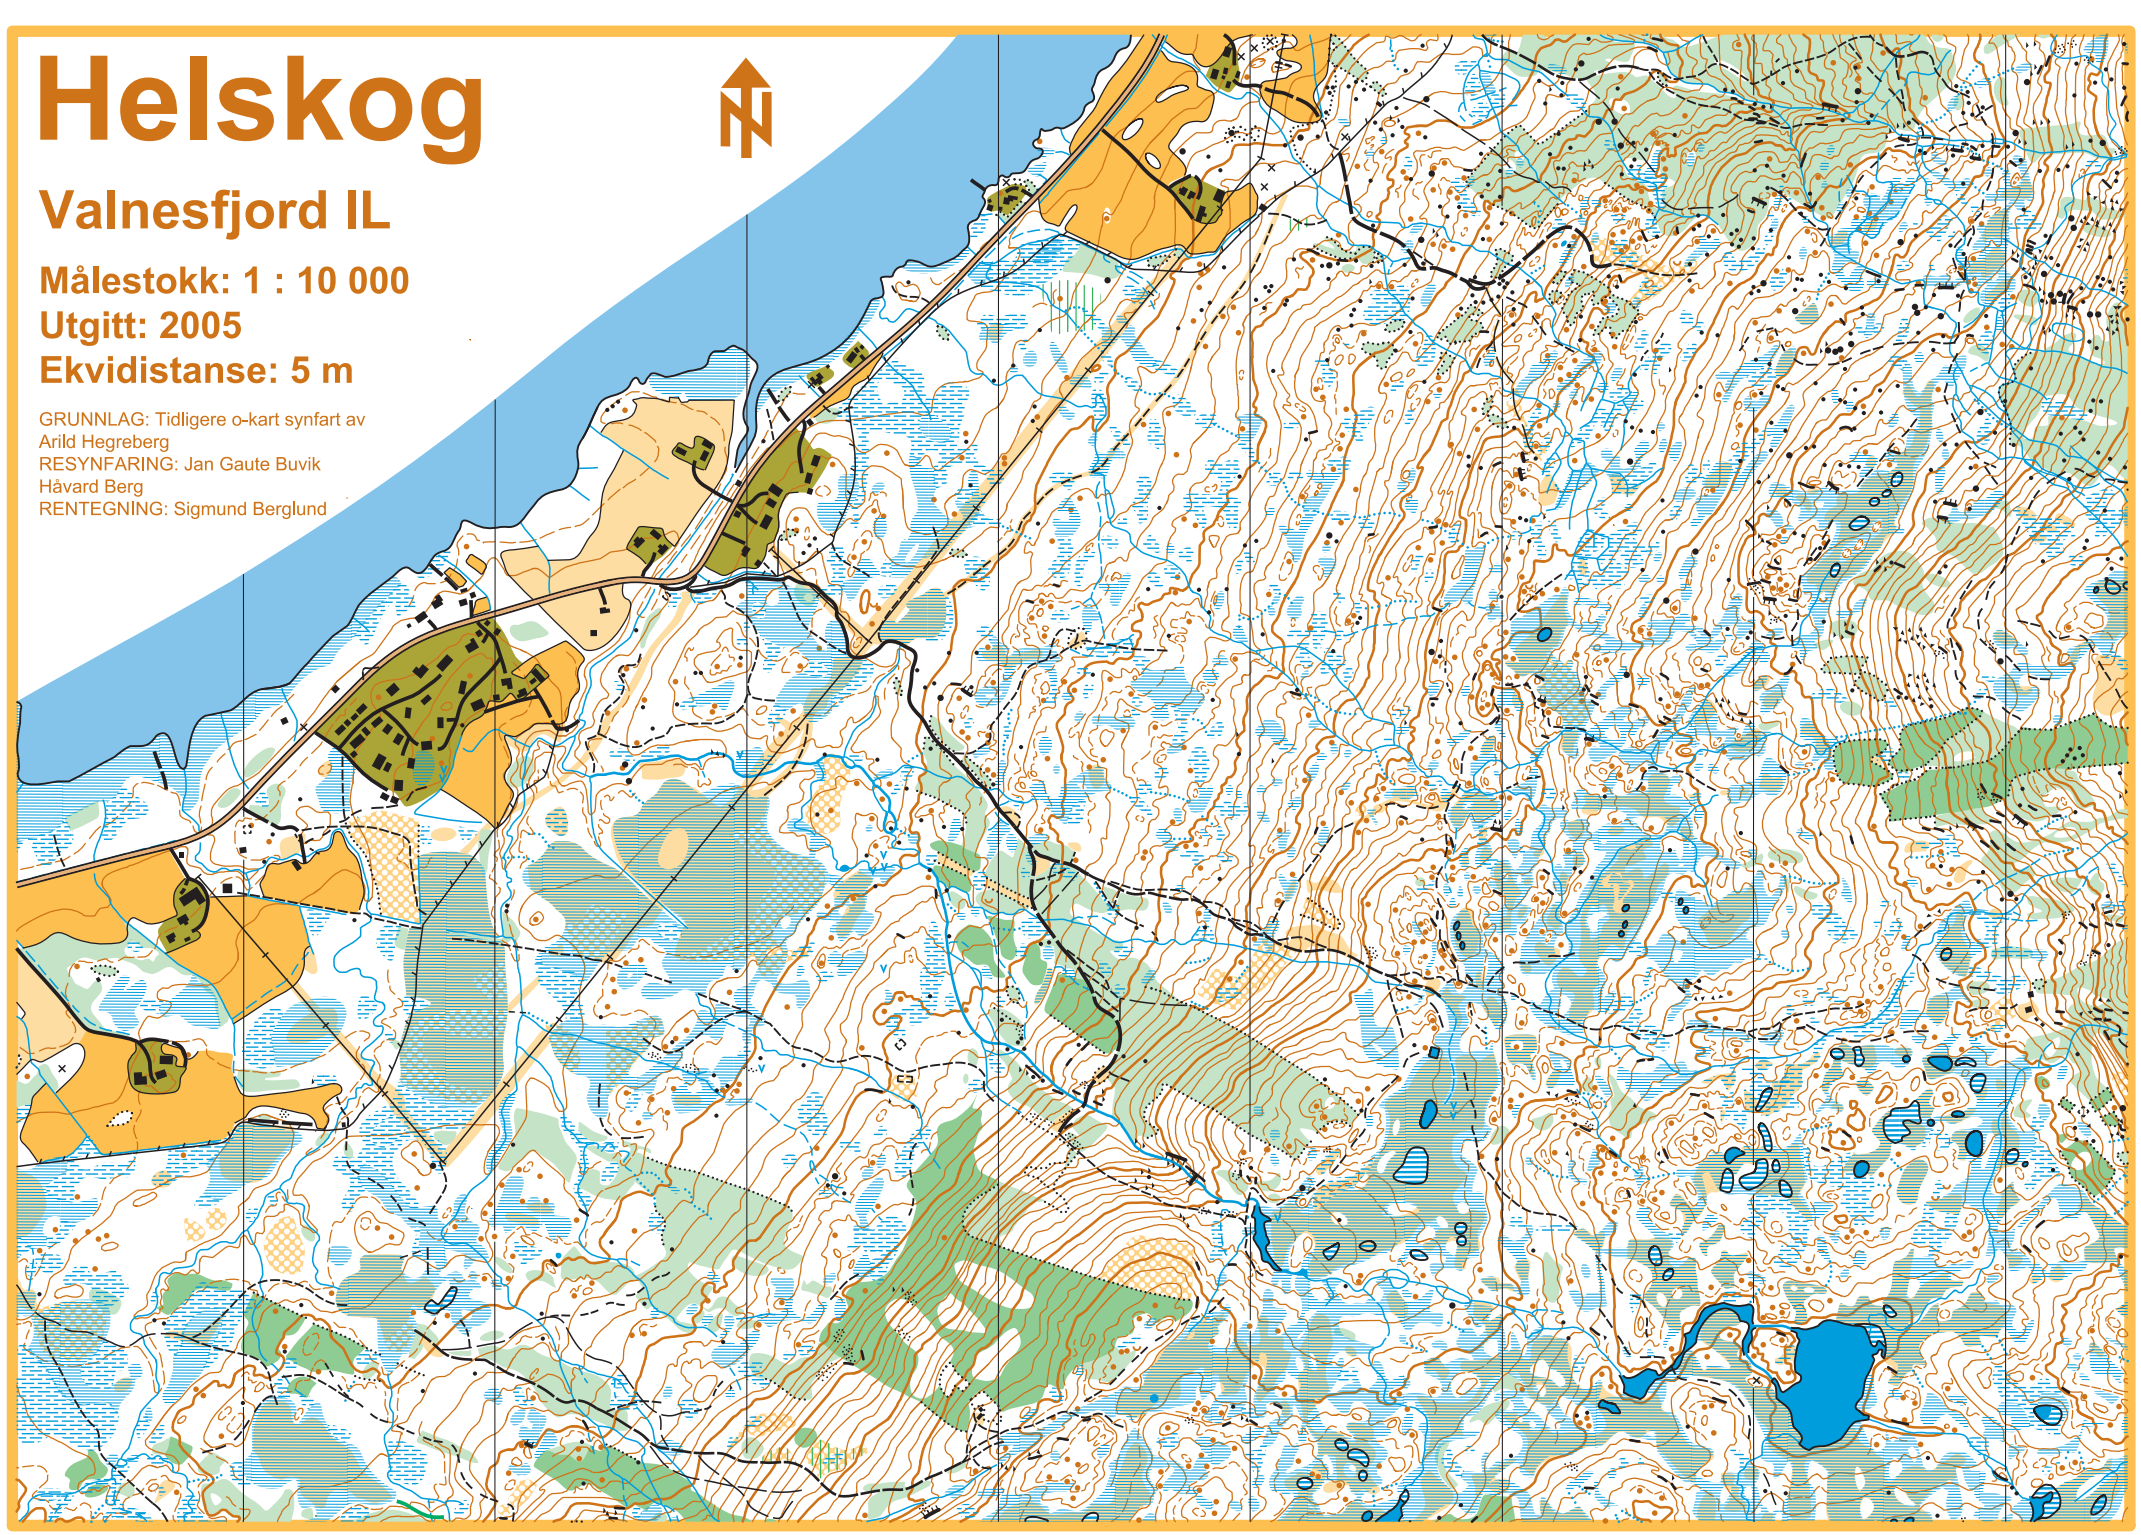 Helskog
Valnesfjord IL
Målestokk: 1 : 10 000
Utgitt: 2005
Ekvidistanse: 5 m
GRUNNLAG: Tidligere o-kart synfart av
Arild Hegreberg
RESYNFARING: Jan Gaute Buvik
Håvard Berg
RENTEGNING: Sigmund Berglund
N